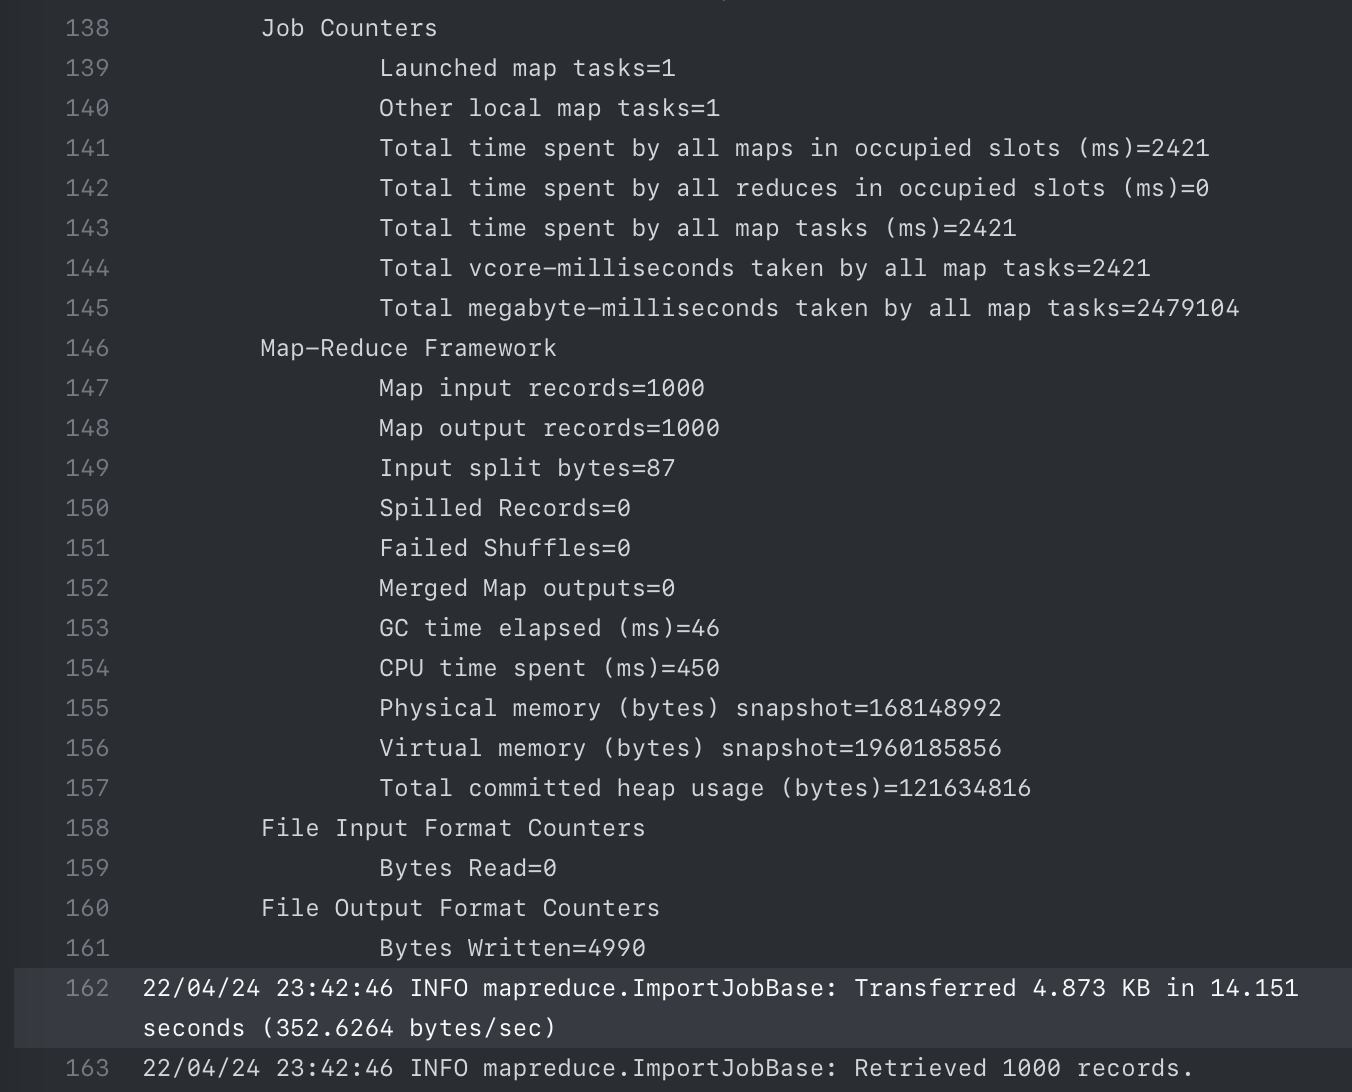 138 Job Counters
139 Launched map tasks=1
140 Other local map tasks=1
141 Total time spent by all maps in occupied slots (ms)=2421
142 Total time spent by all reduces in occupied slots (ms)=0
143 Total time spent by all map tasks (ms)=2421
144 Total vcore-milliseconds taken by all map tasks=2421
145 Total megabyte-milliseconds taken by all map tasks=2479104
146 Map-Reduce Framework
147 Map input records=1000
148 Map output records=1000
149 Input split bytes=87
150 Spilled Records=0
151 Failed Shuffles=0
152 Merged Map outputs=0
153 GC time elapsed (ms)=46
154 CPU time spent (ms)=450
155 Physical memory (bytes) snapshot=168148992
156 Virtual memory (bytes) snapshot=1960185856
157 Total committed heap usage (bytes)=121634816
158 File Input Format Counters
159 Bytes Read=0
160 File Output Format Counters
161 Bytes Written=4990
162 22/04/24 23:42:46 INFO mapreduce.ImportJobBase: Transferred 4.873 KB in 14.151
seconds (352.6264 bytes/sec)
163 22/04/24 23:42:46 INFO mapreduce.ImportJobBase: Retrieved 1000 records.